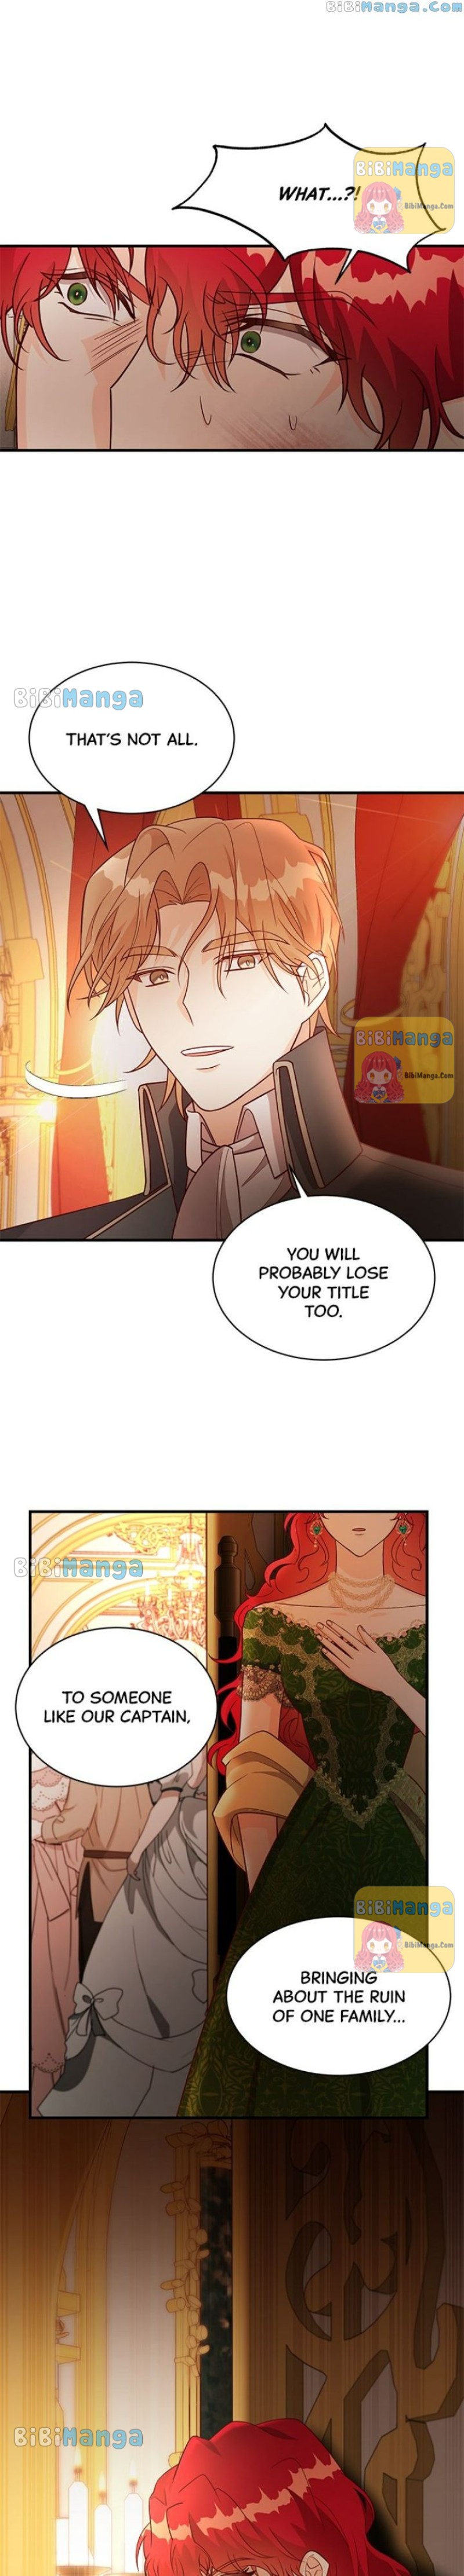 BiBiManga.Com
WHAT...?!
BiBiManga
BibiManga.Com
BiBiManga
THAT'S NOT ALL.
BiBiManga
BibiManga.Com
YOU WILL
PROBABLY LOSE
YOUR TITLE
TOO.
BiBiManga
TO SOMEONE
LIKE OUR CAPTAIN,
BiBiManga
BibiManga.Com
BRINGING
ABOUT THE RUIN
OF ONE FAMILY...
BiBiManga